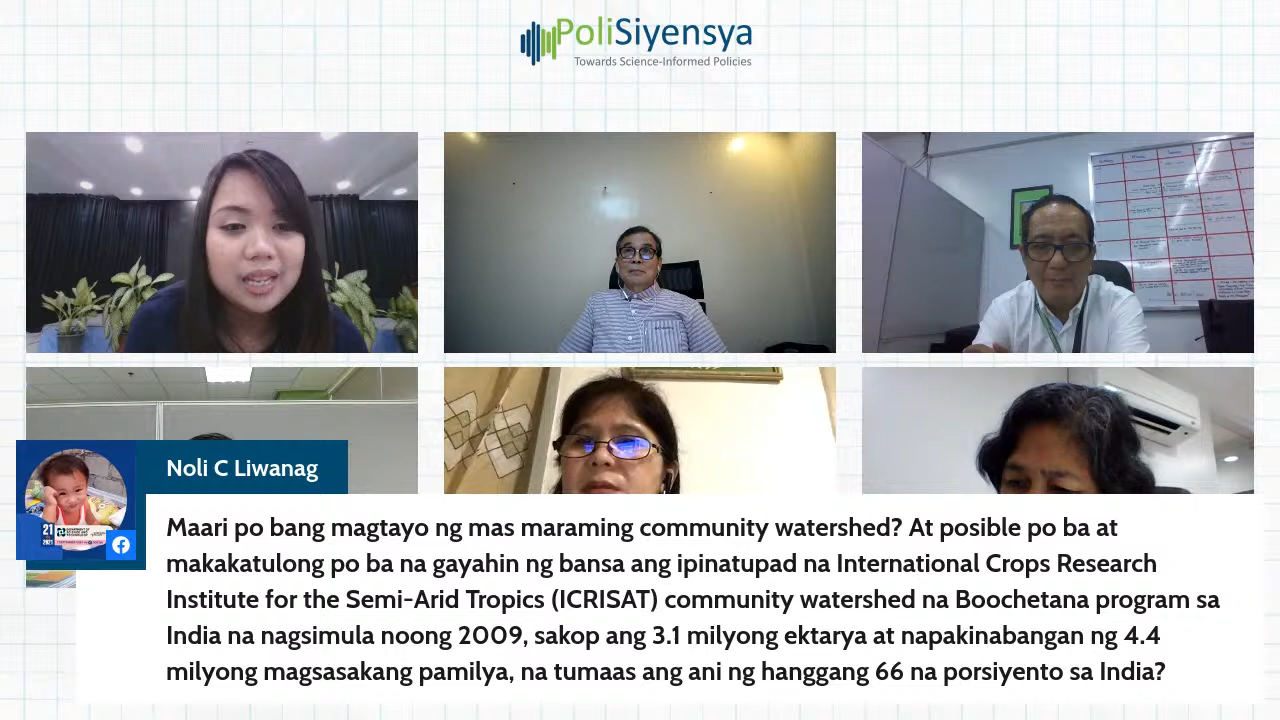 PoliSiyensya
Towards Science-Informed Policies
Noli C Liwanag
21
2021
Maari po bang magtayo ng mas maraming community watershed? At posible po ba at
makakatulong po ba na gayahin ng bansa ang ipinatupad na International Crops Research
Institute for the Semi-Arid Tropics (ICRISAT) community watershed na Boochetana program sa
India na nagsimula noong 2009, sakop ang 3.1 milyong ektarya at napakinabangan ng 4.4
milyong magsasakang pamilya, na tumaas ang ani ng hanggang 66 na porsiyento sa India?